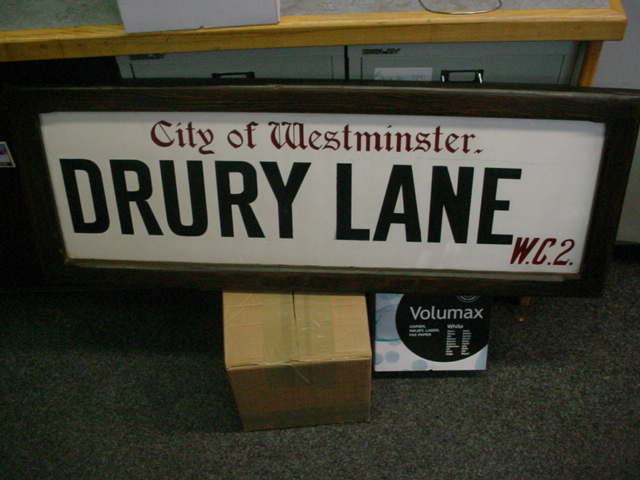 City of Westminster.
DRURY LANE
W.C.2.
Volumax
White